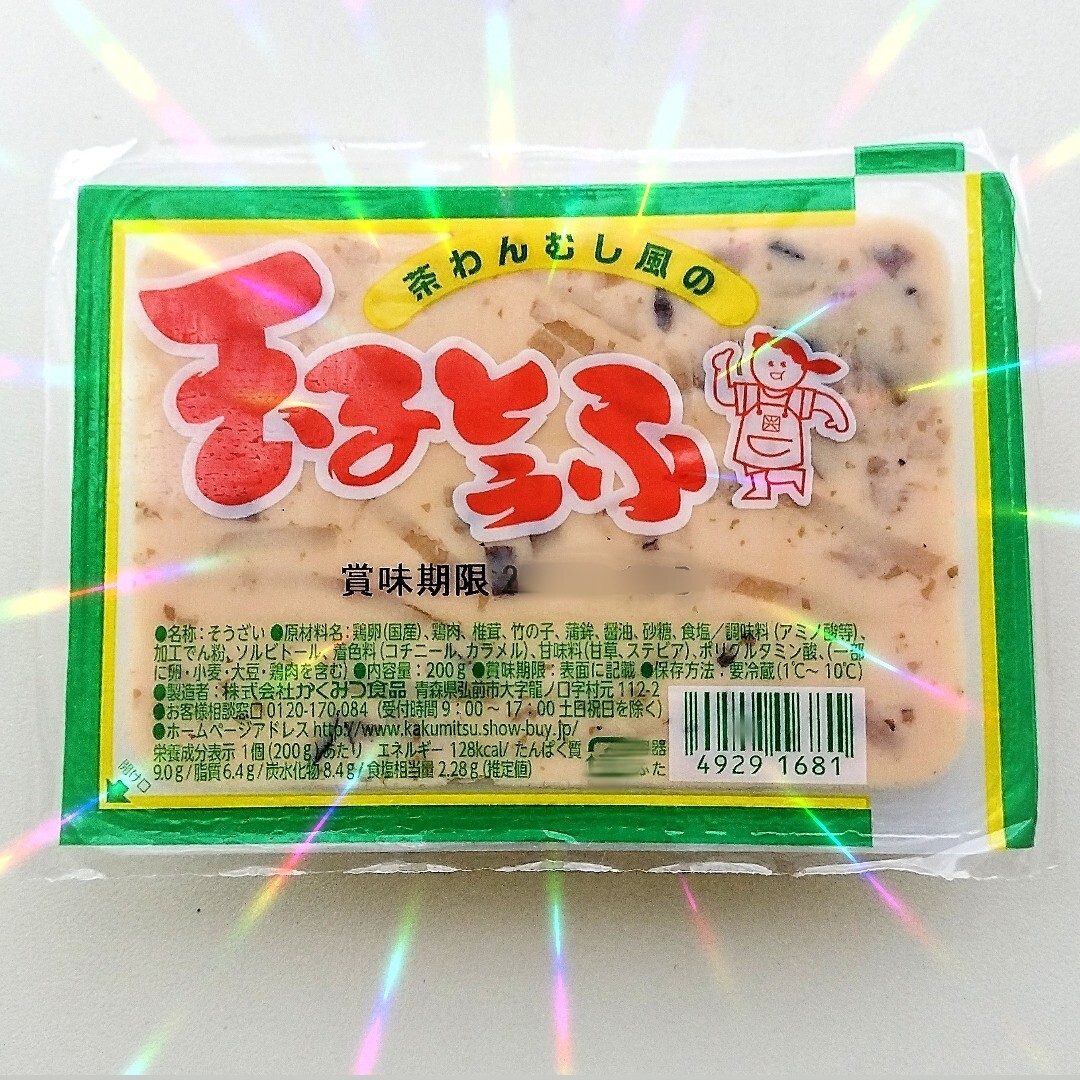 茶わんむし風の
玉子とうふ
賞味期限 2
●名称：そうざい ●原材料名：鶏卵（国産）、鶏肉、椎茸、竹の子、蒲鉾、醤油、砂糖、食塩／調味料（アミノ酸等）、
加工でん粉、ソルビトール、着色料（コチニール、カラメル）、甘味料（甘草、ステビア）、ポリグルタミン酸、（一部
に卵・小麦・大豆・鶏肉を含む）●内容量：200g ●賞味期限：表面に記載 ●保存方法：要冷蔵（1℃～10℃）
●製造者：株式会社かくみつ食品 青森県弘前市大字龍ノ口字村元112-2
●お客様相談窓口 0120-170-084（受付時間 9：00～17：00 土日祝日を除く）
●ホームページアドレス http://www.kakumitsu.show-buy.jp/
栄養成分表示 1個（200g）あたり エネルギー 128kcal/ たんぱく質
9.0g / 脂質 6.4g / 炭水化物 8.4g / 食塩相当量 2.28g（推定値）
器
ふた
開け口
4929 1681